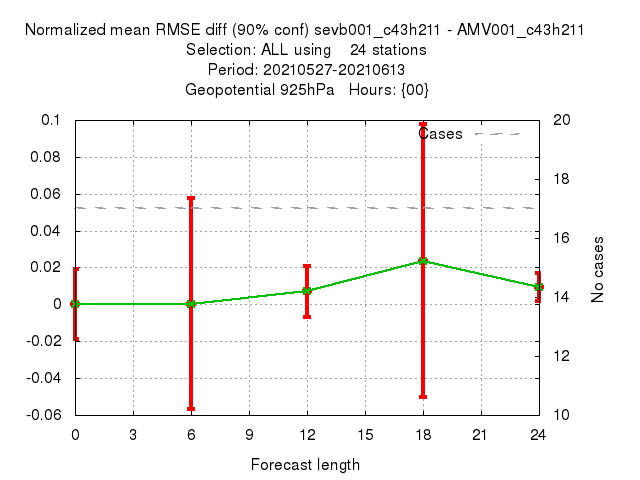 Normalized mean RMSE diff (90% conf) sevb001_c43h211 - AMV001_c43h211
Selection: ALL using 24 stations
Period: 20210527-20210613
Geopotential 925hPa Hours: {00}
Cases
0.1
0.08
0.06
0.04
0.02
0
-0.02
-0.04
-0.06
20
18
16
14
12
10
No cases
0 3 6 9 12 15 18 21 24
Forecast length